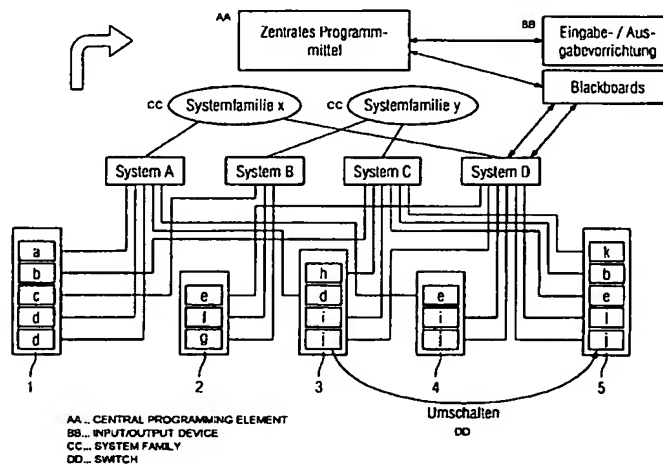 AA
Zentrales Programm-
mittel
BB
Eingabe- / Aus-
gabevorrichtung
Blackboards
CC
Systemfamilie x
CC
Systemfamilie y
System A
System B
System C
System D
a
b
c
d
d
1
e
f
g
2
h
d
i
j
3
e
i
j
4
k
b
e
l
j
5
Umschalten
DD
AA... CENTRAL PROGRAMMING ELEMENT
BB... INPUT/OUTPUT DEVICE
CC... SYSTEM FAMILY
DD... SWITCH